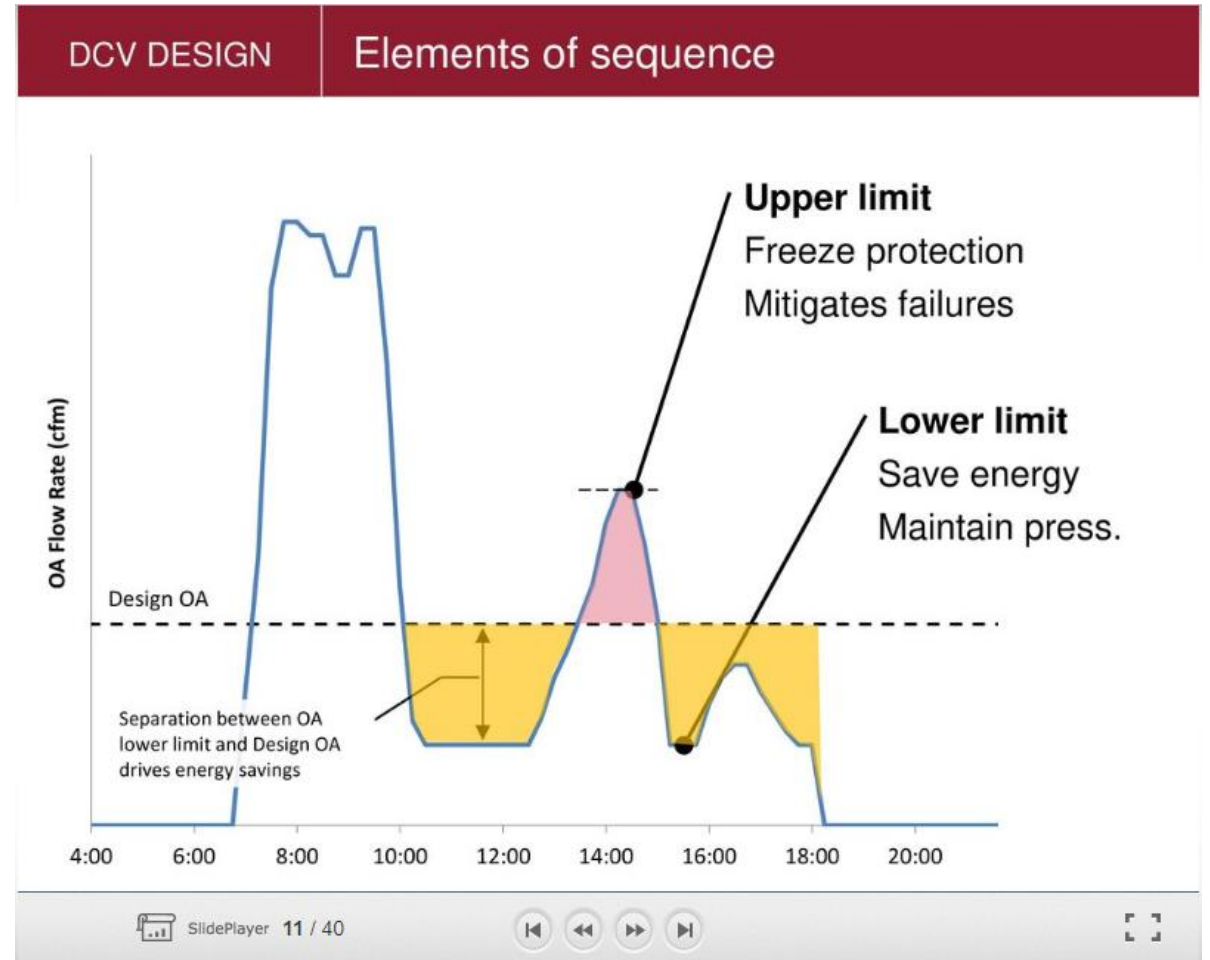 DCV DESIGN
Elements of sequence
Upper limit
Freeze protection
Mitigates failures
Lower limit
Save energy
Maintain press.
OA Flow Rate (cfm)
Design OA
Separation between OA
lower limit and Design OA
drives energy savings
4:00 6:00 8:00 10:00 12:00 14:00 16:00 18:00 20:00
SlidePlayer 11 / 40